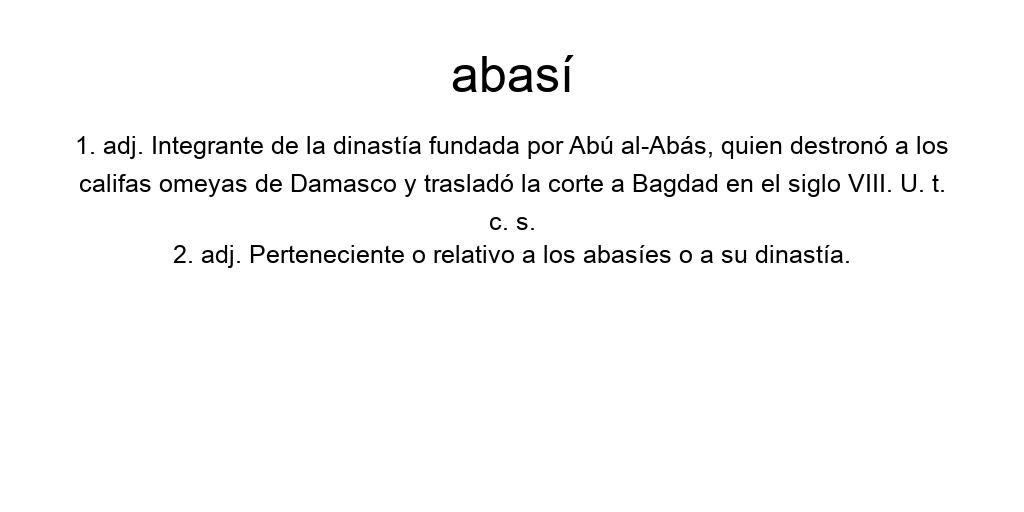 abasí
1. adj. Integrante de la dinastía fundada por Abú al-Abás, quien destronó a los
califas omeyas de Damasco y trasladó la corte a Bagdad en el siglo VIII. U. t.
c. s.
2. adj. Perteneciente o relativo a los abasíes o a su dinastía.